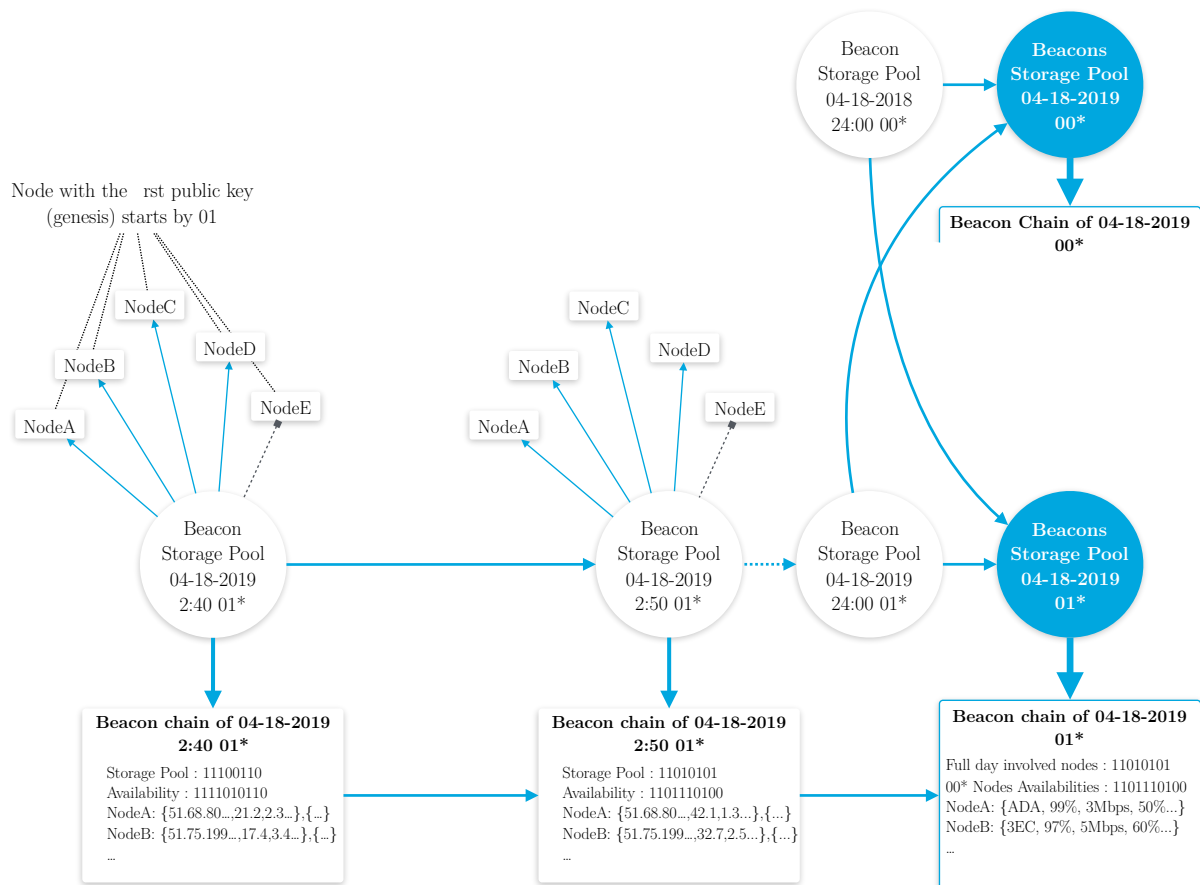 Beacon
Storage Pool
04-18-2018
24:00 00*
Beacons
Storage Pool
04-18-2019
00*
Beacon Chain of 04-18-2019
00*
Node with the rst public key
(genesis) starts by 01
NodeC
NodeD
NodeB
NodeE
NodeA
NodeC
NodeD
NodeB
NodeE
NodeA
Beacon
Storage Pool
04-18-2019
2:40 01*
Beacon
Storage Pool
04-18-2019
2:50 01*
Beacon
Storage Pool
04-18-2019
24:00 01*
Beacons
Storage Pool
04-18-2019
01*
Beacon chain of 04-18-2019
2:40 01*
Storage Pool : 11100110
Availability : 1111010110
NodeA: {51.68.80...,21.2,2.3...},{...}
NodeB: {51.75.199...,17.4,3.4...},{...}
...
Beacon chain of 04-18-2019
2:50 01*
Storage Pool : 11010101
Availability : 1101110100
NodeA: {51.68.80...,42.1,1.3...},{...}
NodeB: {51.75.199...,32.7,2.5...},{...}
...
Beacon chain of 04-18-2019
01*
Full day involved nodes : 11010101
00* Nodes Availabilities : 1101110100
NodeA: {ADA, 99%, 3Mbps, 50%...}
NodeB: {3EC, 97%, 5Mbps, 60%...}
...